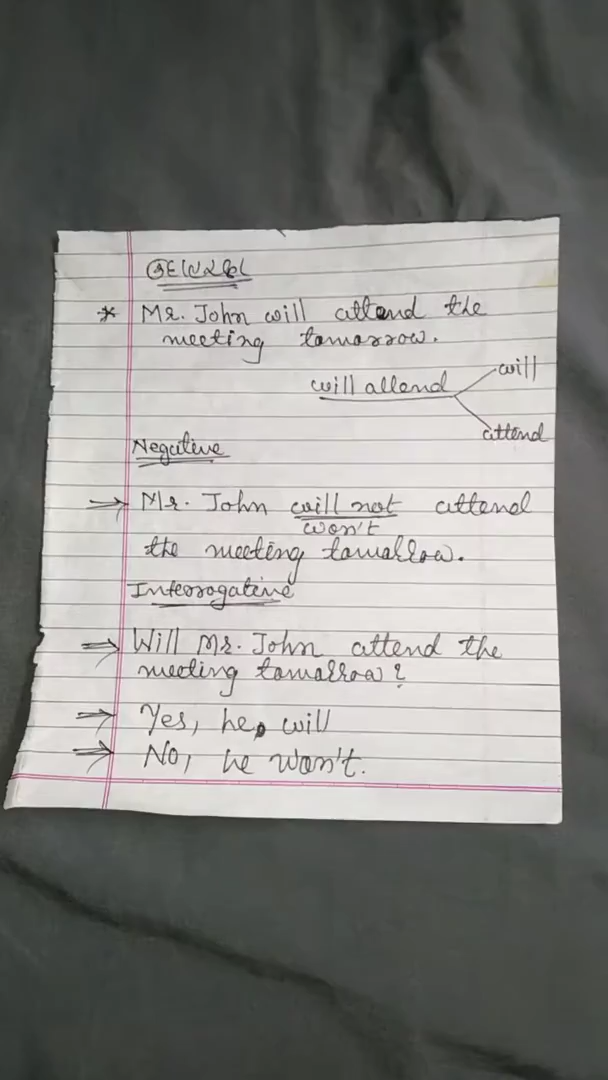 * Mr. John will attend the
meeting tomorrow.
will attend
will
attend
Negative
→ Mr. John will not attend
won't
the meeting tomorrow.
Interrogative
→ Will Mr. John attend the
meeting tomorrow?
→ Yes, he will
→ No, he won't.